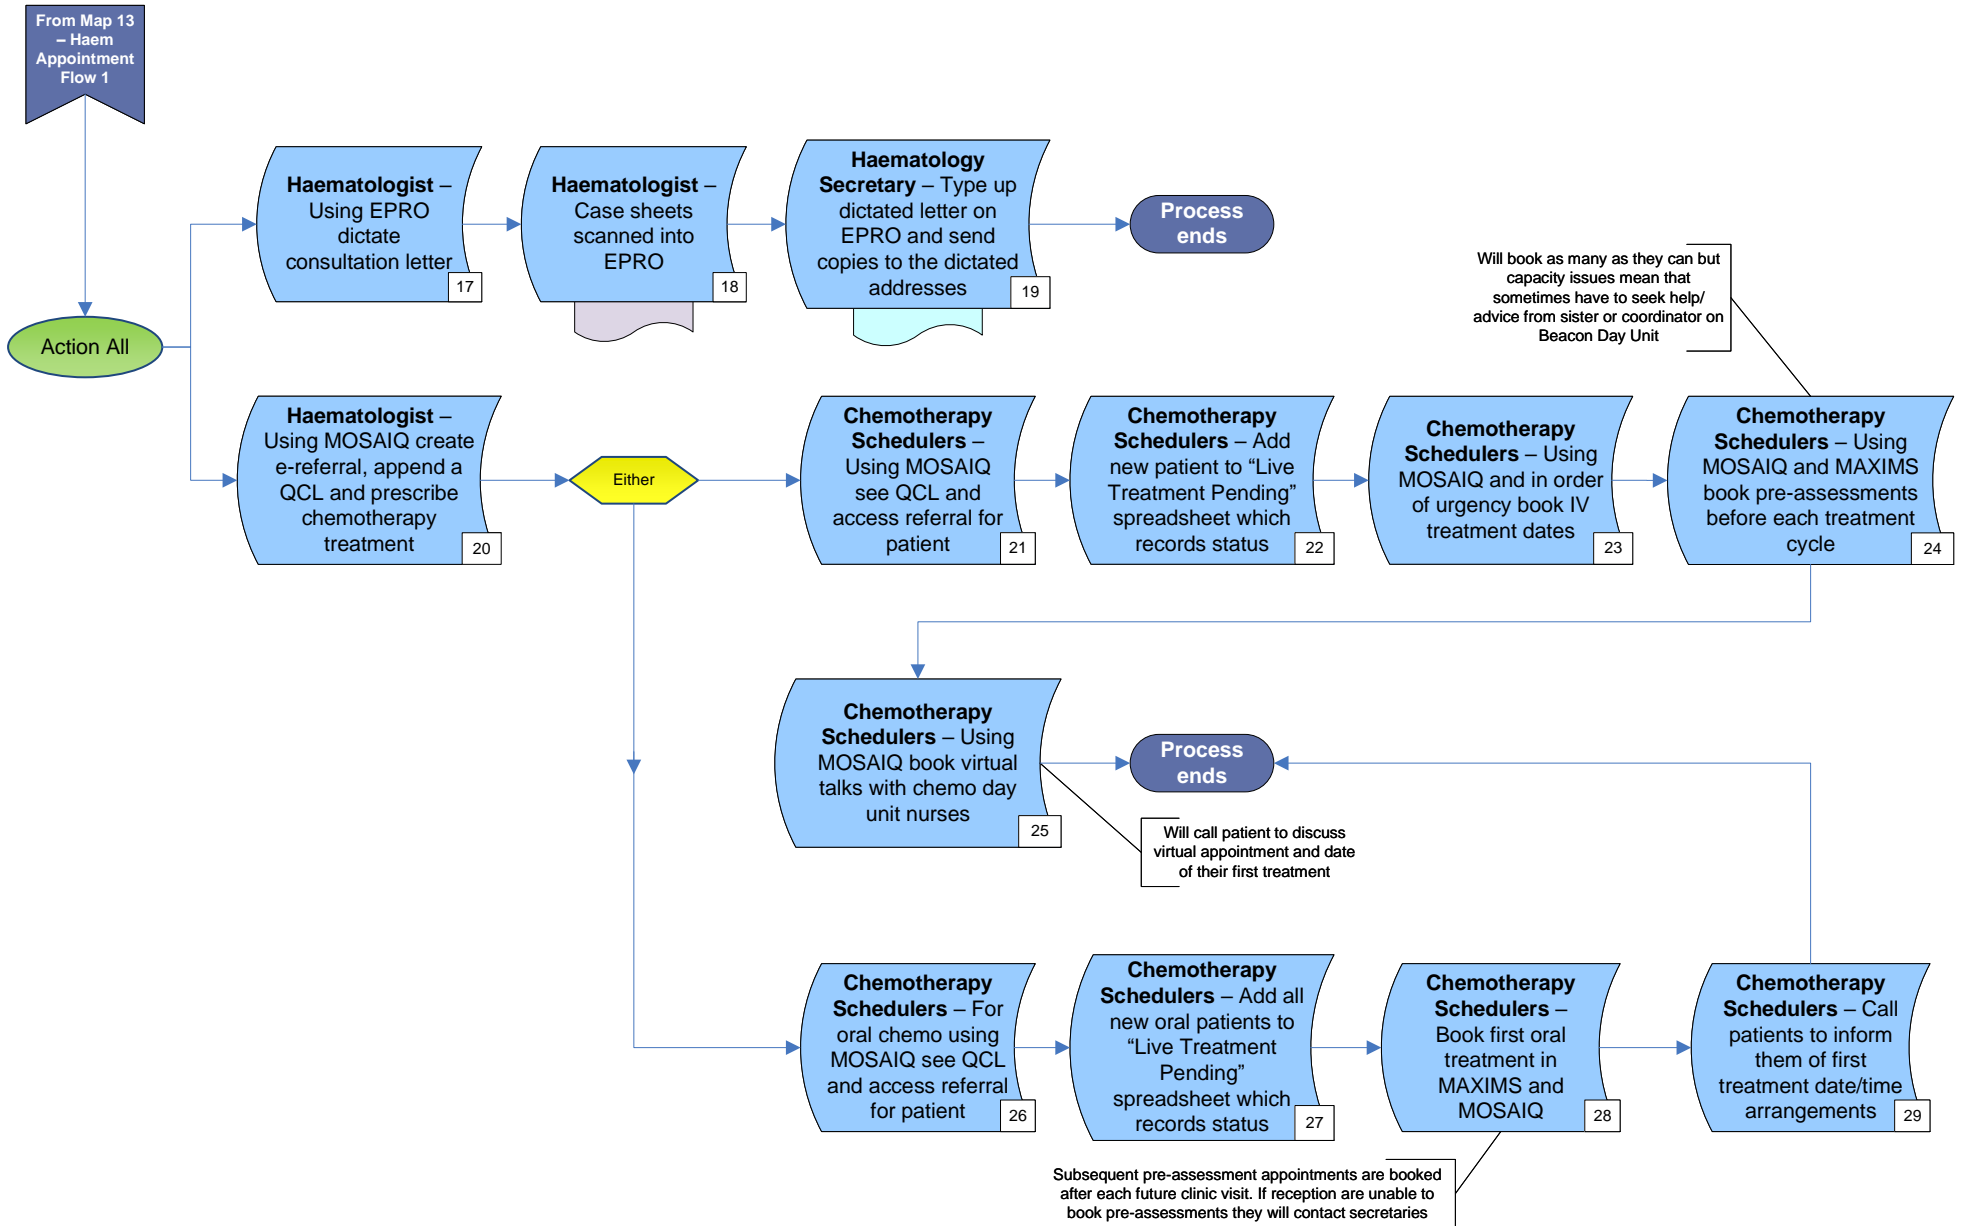 From Map 13
– Haem
Appointment
Flow 1
Action All
Haematologist –
Using EPRO
dictate
consultation letter
17
Haematologist –
Case sheets
scanned into
EPRO
18
Haematology
Secretary – Type up
dictated letter on
EPRO and send
copies to the dictated
addresses
19
Process
ends
Will book as many as they can but
capacity issues mean that
sometimes have to seek help/
advice from sister or coordinator on
Beacon Day Unit
Haematologist –
Using MOSAIQ create
e-referral, append a
QCL and prescribe
chemotherapy
treatment
20
Either
Chemotherapy
Schedulers –
Using MOSAIQ
see QCL and
access referral for
patient
21
Chemotherapy
Schedulers – Add
new patient to “Live
Treatment Pending”
spreadsheet which
records status
22
Chemotherapy
Schedulers – Using
MOSAIQ and in order
of urgency book IV
treatment dates
23
Chemotherapy
Schedulers – Using
MOSAIQ and MAXIMS
book pre-assessments
before each treatment
cycle
24
Chemotherapy
Schedulers – Using
MOSAIQ book virtual
talks with chemo day
unit nurses
25
Process
ends
Will call patient to discuss
virtual appointment and date
of their first treatment
Chemotherapy
Schedulers – For
oral chemo using
MOSAIQ see QCL
and access referral
for patient
26
Chemotherapy
Schedulers – Add all
new oral patients to
“Live Treatment
Pending”
spreadsheet which
records status
27
Chemotherapy
Schedulers –
Book first oral
treatment in
MAXIMS and
MOSAIQ
28
Chemotherapy
Schedulers – Call
patients to inform
them of first
treatment date/time
arrangements
29
Subsequent pre-assessment appointments are booked
after each future clinic visit. If reception are unable to
book pre-assessments they will contact secretaries